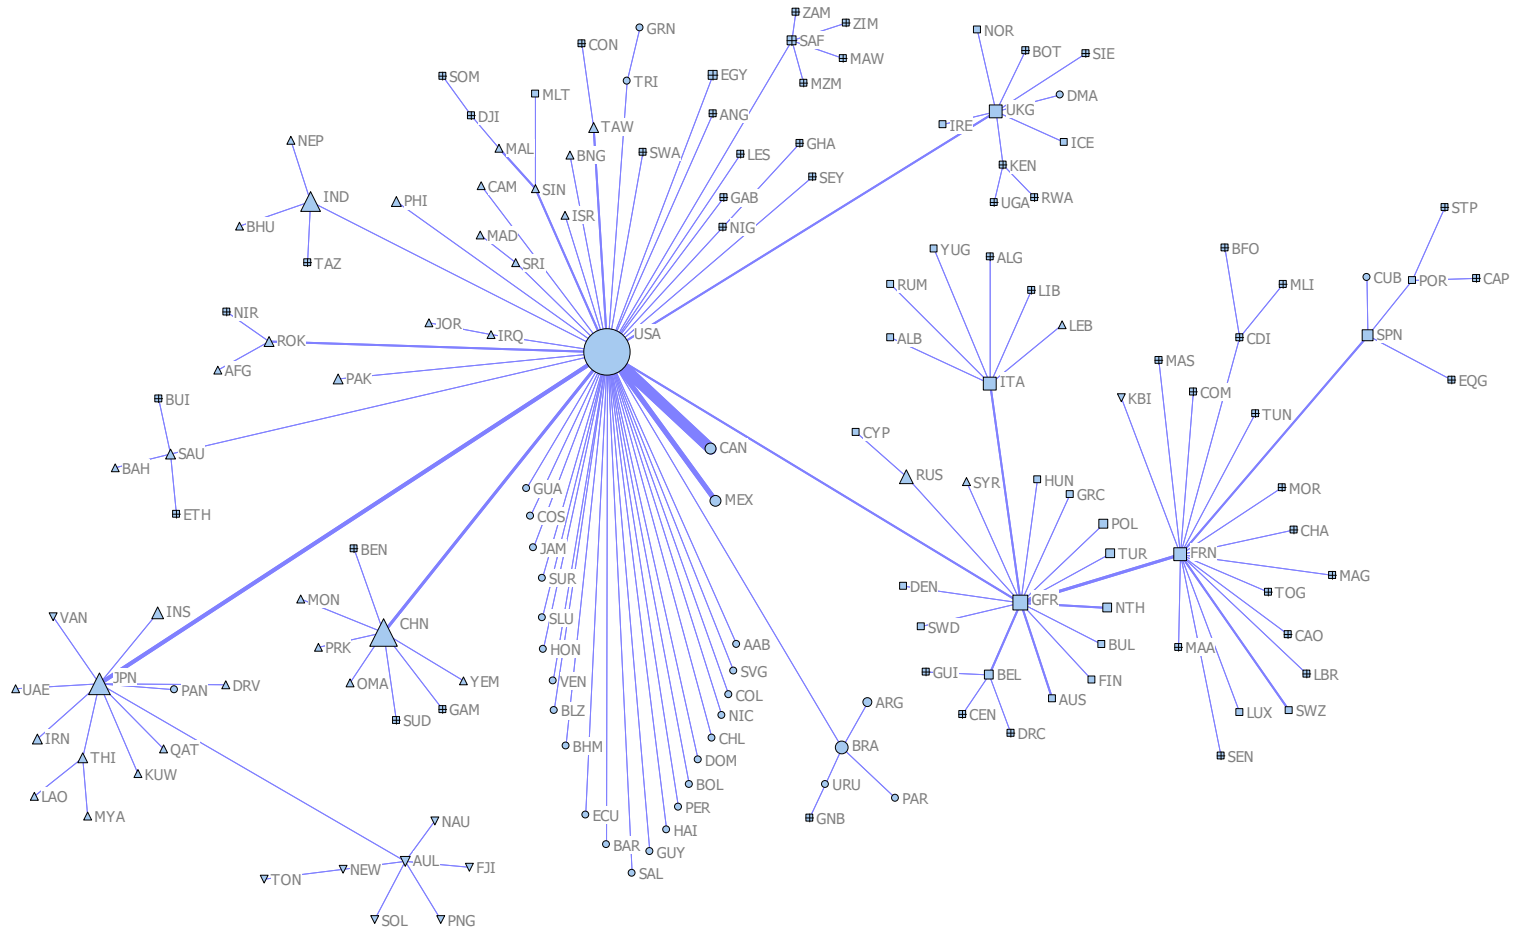 ZAM
ZIM
GRN
NOR
SAF
CON
BOT
SIE
MAW
SOM
EGY
TRI
MZM
MLT
DMA
UKG
DJI
ANG
IRE
TAW
NEP
ICE
GHA
MAL
BNG
SWA
LES
KEN
SEY
CAM
SIN
IND
PHI
GAB
RWA
UGA
STP
ISR
BHU
NIG
MAD
YUG
BFO
ALG
TAZ
SRI
CUB
POR
CAP
RUM
MLI
LIB
NIR
JOR
LEB
IRQ
USA
SPN
ROK
ALB
CDI
MAS
AFG
PAK
EQG
ITA
COM
BUI
KBI
TUN
CYP
CAN
SAU
BAH
RUS
HUN
SYR
GUA
MOR
GRC
MEX
ETH
COS
POL
CHA
JAM
BEN
TUR
FRN
MAG
SUR
DEN
TOG
MON
GFR
NTH
INS
VAN
SLU
CHN
SWD
CAO
AAB
BUL
PRK
HON
MAA
SVG
GUI
BEL
LBR
JPN
VEN
FIN
OMA
YEM
DRV
UAE
PAN
COL
AUS
ARG
BLZ
GAM
SWZ
LUX
CEN
NIC
SUD
DRC
CHL
IRN
BRA
BHM
QAT
SEN
THI
DOM
KUW
BOL
URU
LAO
PAR
PER
ECU
MYA
GNB
NAU
HAI
BAR
GUY
AUL
FJI
NEW
SAL
TON
SOL
PNG